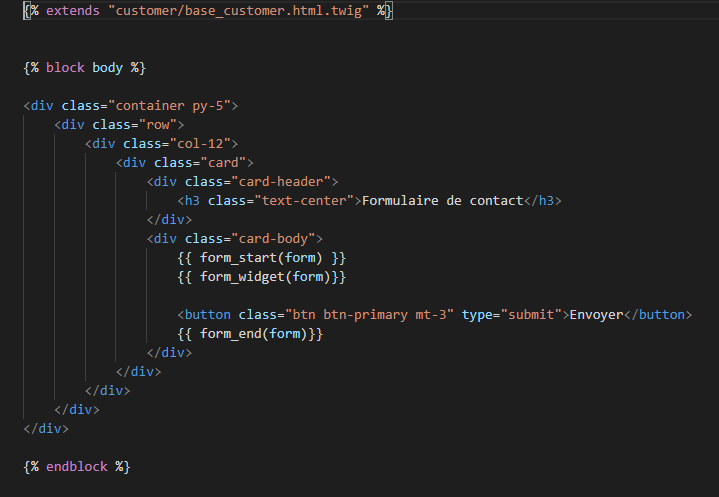 {% extends "customer/base_customer.html.twig" %}
{% block body %}
<div class="container py-5">
    <div class="row">
        <div class="col-12">
            <div class="card">
                <div class="card-header">
                    <h3 class="text-center">Formulaire de contact</h3>
                </div>
                <div class="card-body">
                    {{ form_start(form) }}
                    {{ form_widget(form)}}
                    <button class="btn btn-primary mt-3" type="submit">Envoyer</button>
                    {{ form_end(form)}}
                </div>
            </div>
        </div>
    </div>
</div>
{% endblock %}